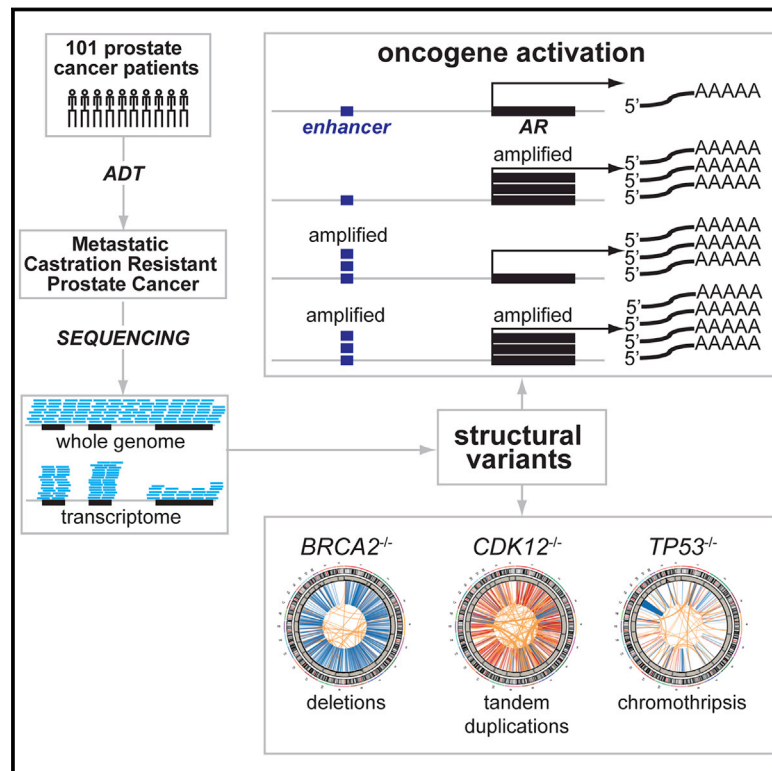 101 prostate
cancer patients
ADT
Metastatic
Castration Resistant
Prostate Cancer
SEQUENCING
whole genome
transcriptome
oncogene activation
enhancer
AR
5’ AAAAA
amplified
5’ AAAAA
5’ AAAAA
5’ AAAAA
amplified
5’ AAAAA
5’ AAAAA
5’ AAAAA
amplified
amplified
5’ AAAAA
5’ AAAAA
5’ AAAAA
5’ AAAAA
structural
variants
BRCA2-/-
CDK12-/-
TP53-/-
deletions
tandem
duplications
chromothripsis